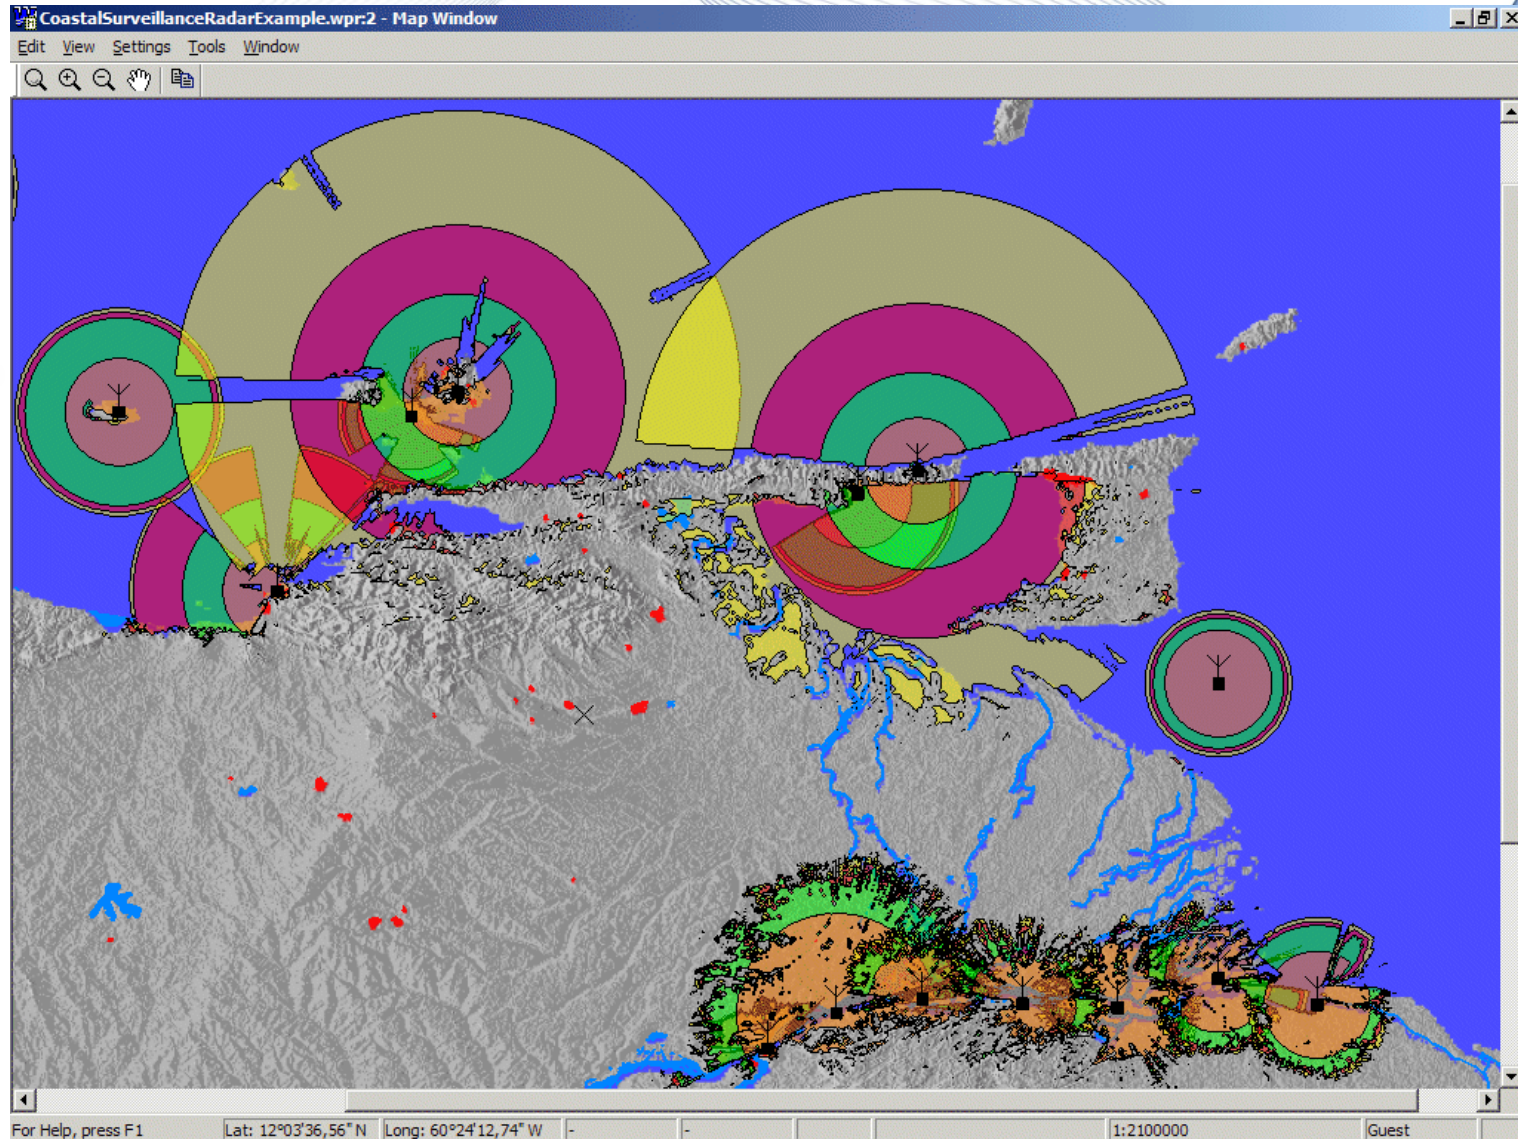 CoastalSurveillanceRadarExample.wpr:2 - Map Window
Edit View Settings Tools Window
For Help, press F1 Lat: 12°03'36,56" N Long: 60°24'12,74" W - - 1:2100000 Guest